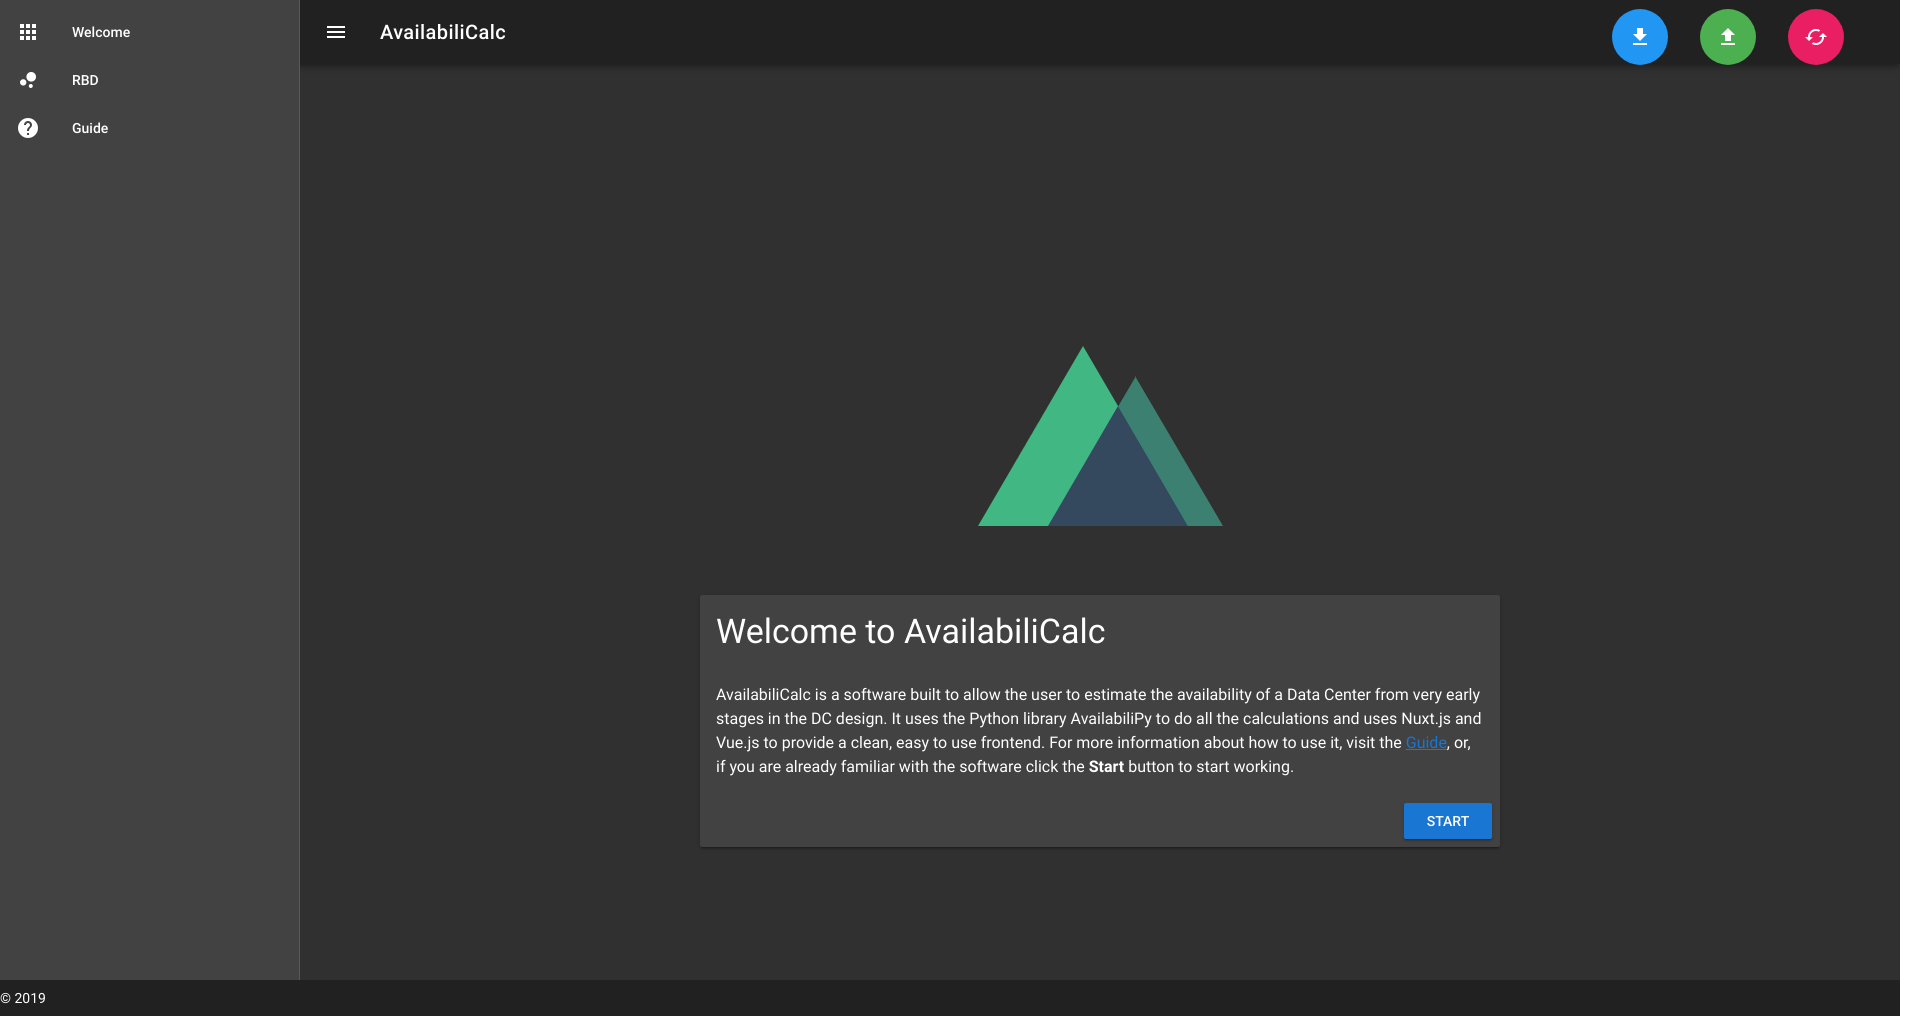 Welcome
RBD
Guide
AvailabiliCalc
Welcome to AvailabiliCalc
AvailabiliCalc is a software built to allow the user to estimate the availability of a Data Center from very early
stages in the DC design. It uses the Python library AvailabiliPy to do all the calculations and uses Nuxt.js and
Vue.js to provide a clean, easy to use frontend. For more information about how to use it, visit the Guide, or,
if you are already familiar with the software click the Start button to start working.
START
© 2019